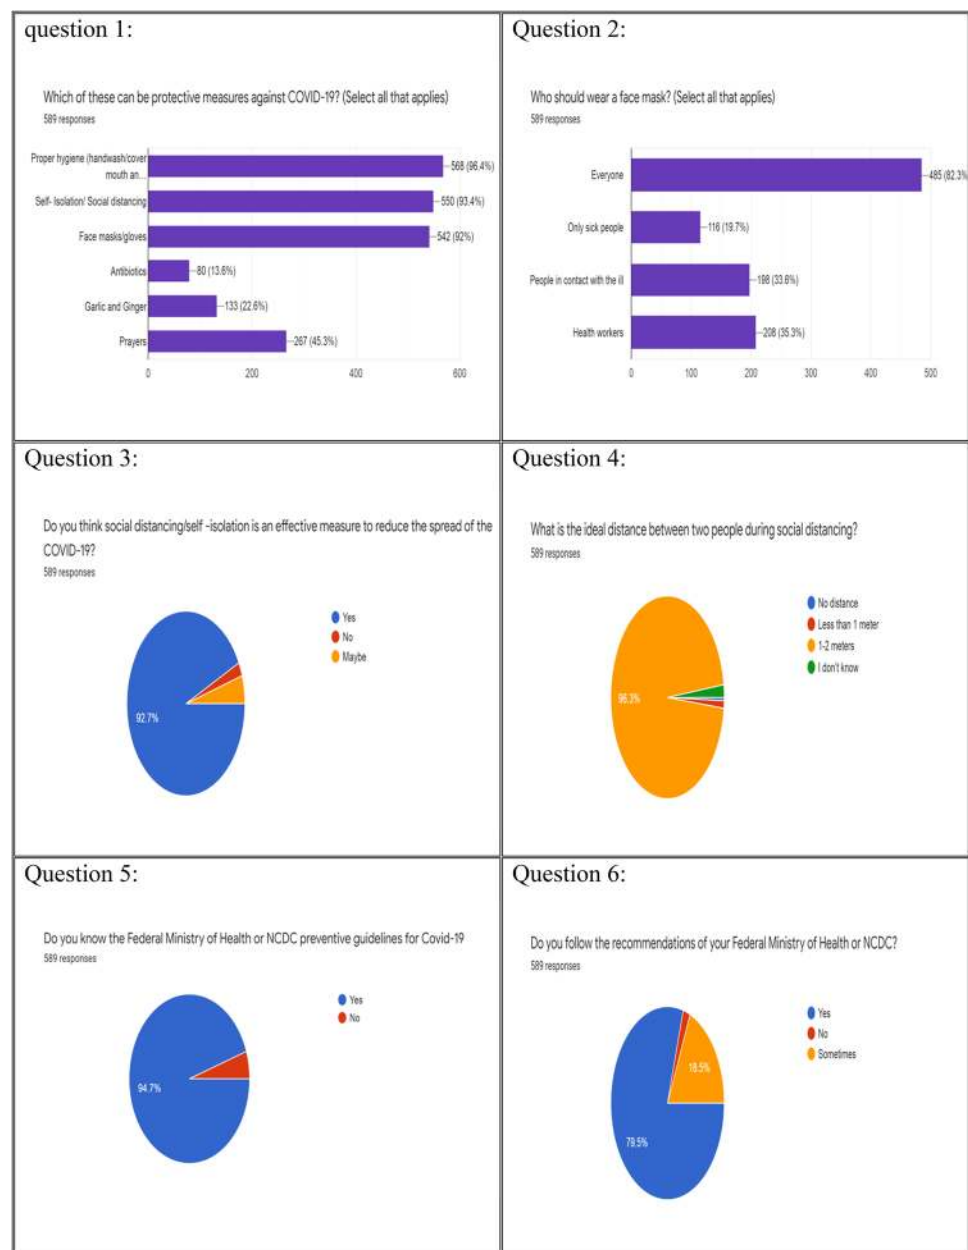 question 1:
Which of these can be protective measures against COVID-19? (Select all that applies)
589 responses
Proper hygiene (handwash/cover
mouth an...
568 (96.4%)
Self- Isolation/ Social distancing
550 (93.4%)
Face masks/gloves
542 (92%)
Antibiotics
80 (13.6%)
Garlic and Ginger
133 (22.6%)
Prayers
267 (45.3%)
0 200 400 600
Question 2:
Who should wear a face mask? (Select all that applies)
589 responses
Everyone
485 (82.3%
Only sick people
116 (19.7%)
People in contact with the ill
198 (33.6%)
Health workers
208 (35.3%)
0 100 200 300 400 500
Question 3:
Do you think social distancing/self -isolation is an effective measure to reduce the spread of the
COVID-19?
589 responses
Yes
No
Maybe
92.7%
Question 4:
What is the ideal distance between two people during social distancing?
589 responses
No distance
Less than 1 meter
1-2 meters
I don't know
96.3%
Question 5:
Do you know the Federal Ministry of Health or NCDC preventive guidelines for Covid-19
589 responses
Yes
No
94.7%
Question 6:
Do you follow the recommendations of your Federal Ministry of Health or NCDC?
589 responses
Yes
No
Sometimes
18.5%
79.5%